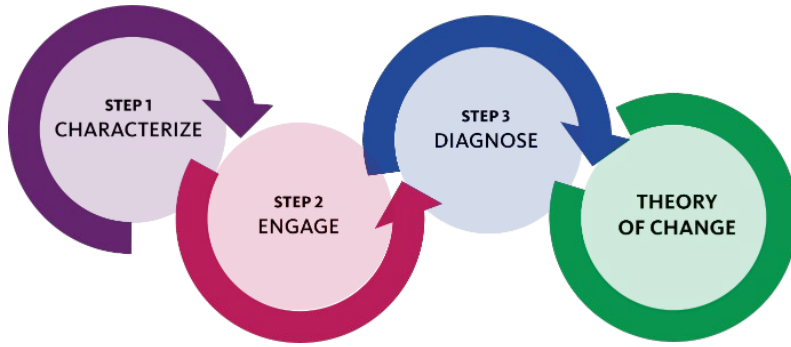 STEP 1
CHARACTERIZE
STEP 2
ENGAGE
STEP 3
DIAGNOSE
THEORY
OF CHANGE